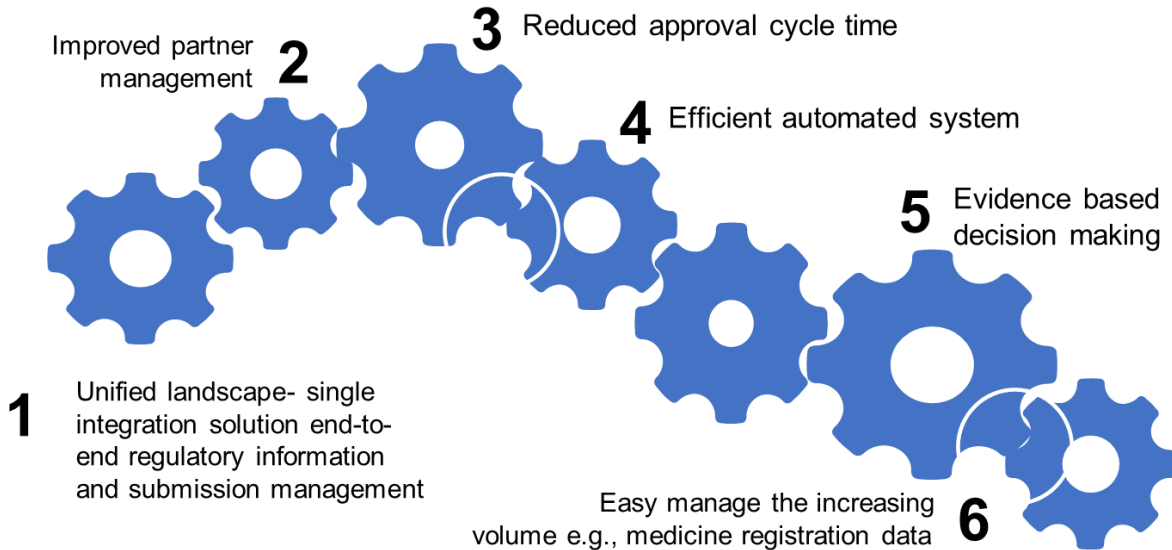 1
Unified landscape- single
integration solution end-to-
end regulatory information
and submission management
2
Improved partner
management
3
Reduced approval cycle time
4
Efficient automated system
5
Evidence based
decision making
6
Easy manage the increasing
volume e.g., medicine registration data